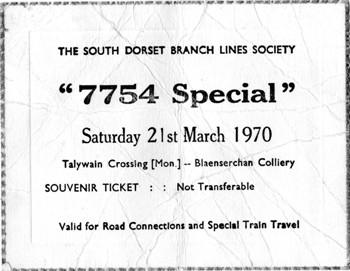 THE SOUTH DORSET BRANCH LINES SOCIETY
“7754 Special”
Saturday 21st March 1970
Talywain Crossing [Mon.] -- Blaenserchan Colliery
SOUVENIR TICKET : : Not Transferable
Valid for Road Connections and Special Train Travel